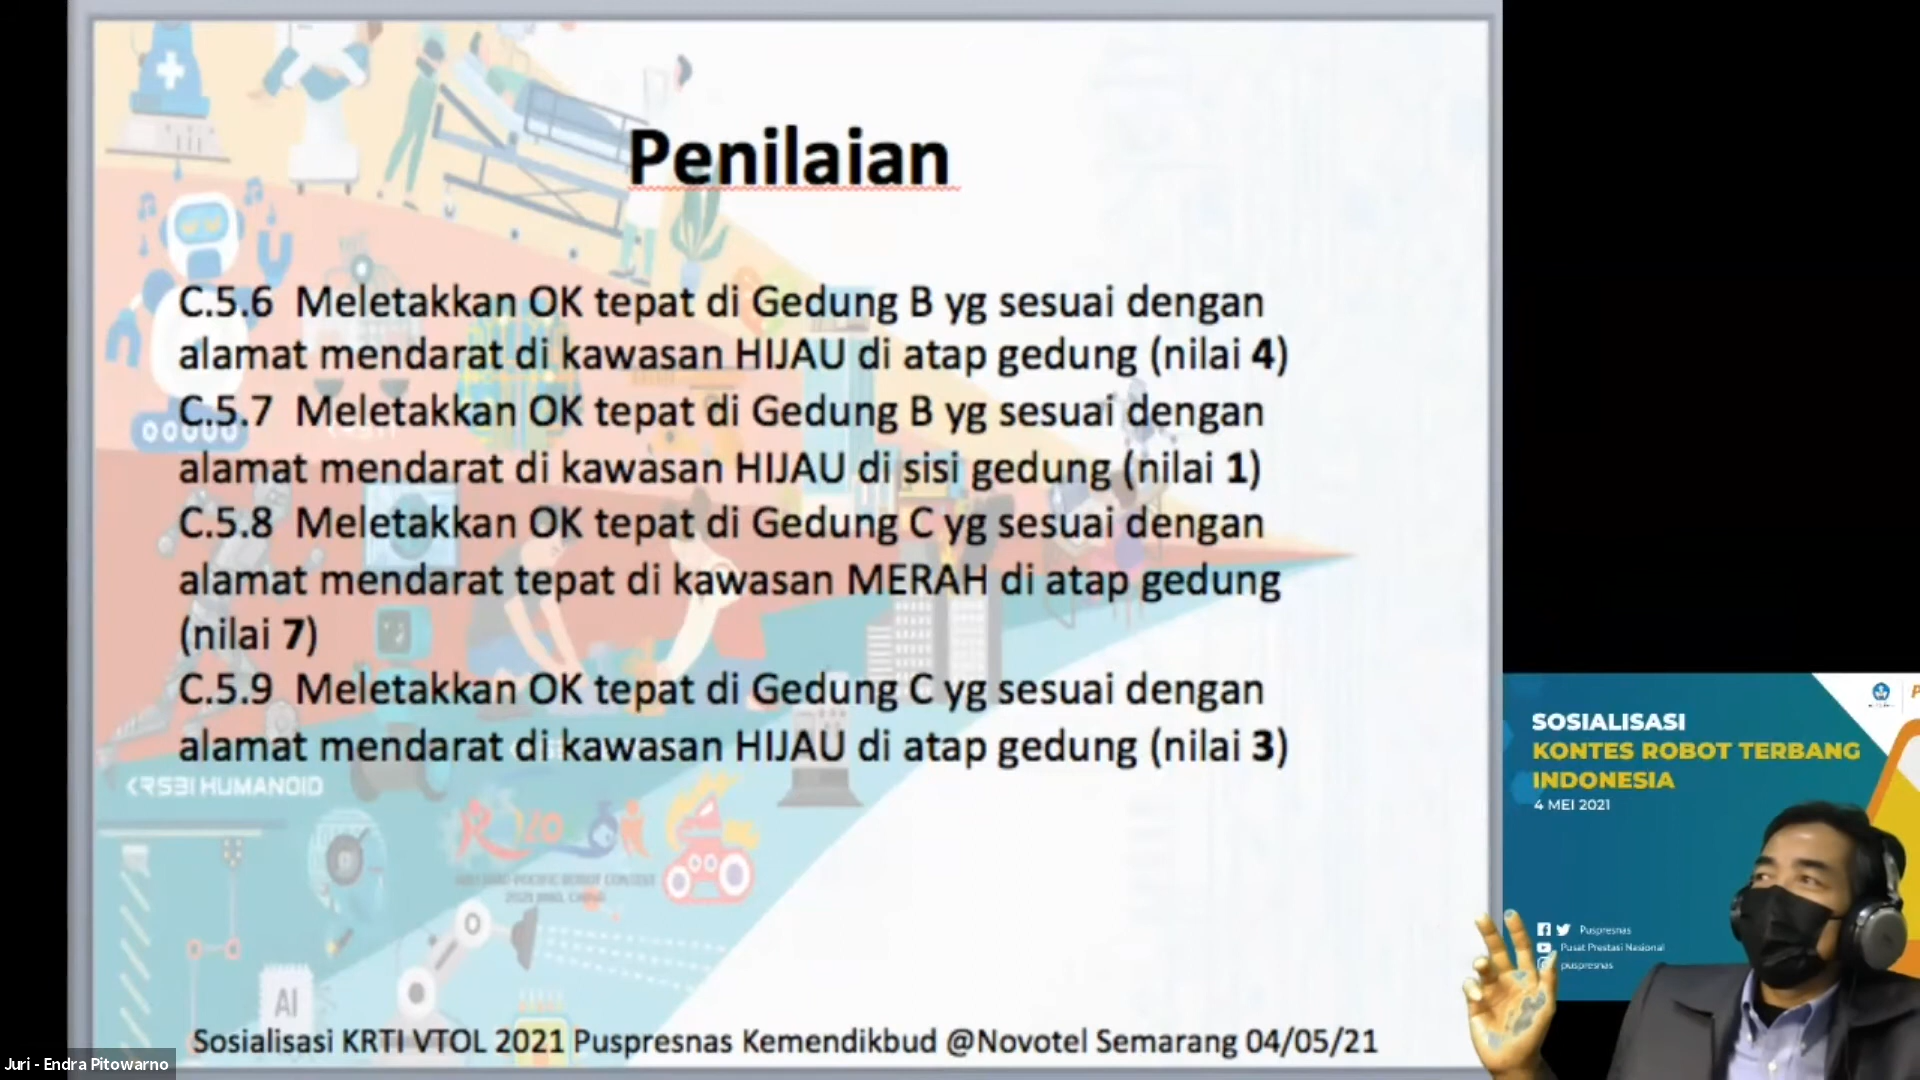 Penilaian
C.5.6 Meletakkan OK tepat di Gedung B yg sesuai dengan
alamat mendarat di kawasan HIJAU di atap gedung (nilai 4)
C.5.7 Meletakkan OK tepat di Gedung B yg sesuai dengan
alamat mendarat di kawasan HIJAU di sisi gedung (nilai 1)
C.5.8 Meletakkan OK tepat di Gedung C yg sesuai dengan
alamat mendarat tepat di kawasan MERAH di atap gedung
(nilai 7)
C.5.9 Meletakkan OK tepat di Gedung C yg sesuai dengan
alamat mendarat di kawasan HIJAU di atap gedung (nilai 3)
KRSBI HUMANOID
AI
Sosialisasi KRTI VTOL 2021 Puspresnas Kemendikbud @Novotel Semarang 04/05/21
Juri - Endra Pitowarno
SOSIALISASI
KONTES ROBOT TERBANG
INDONESIA
4 MEI 2021
Puspresnas
Pusat Prestasi Nasional
puspresnas